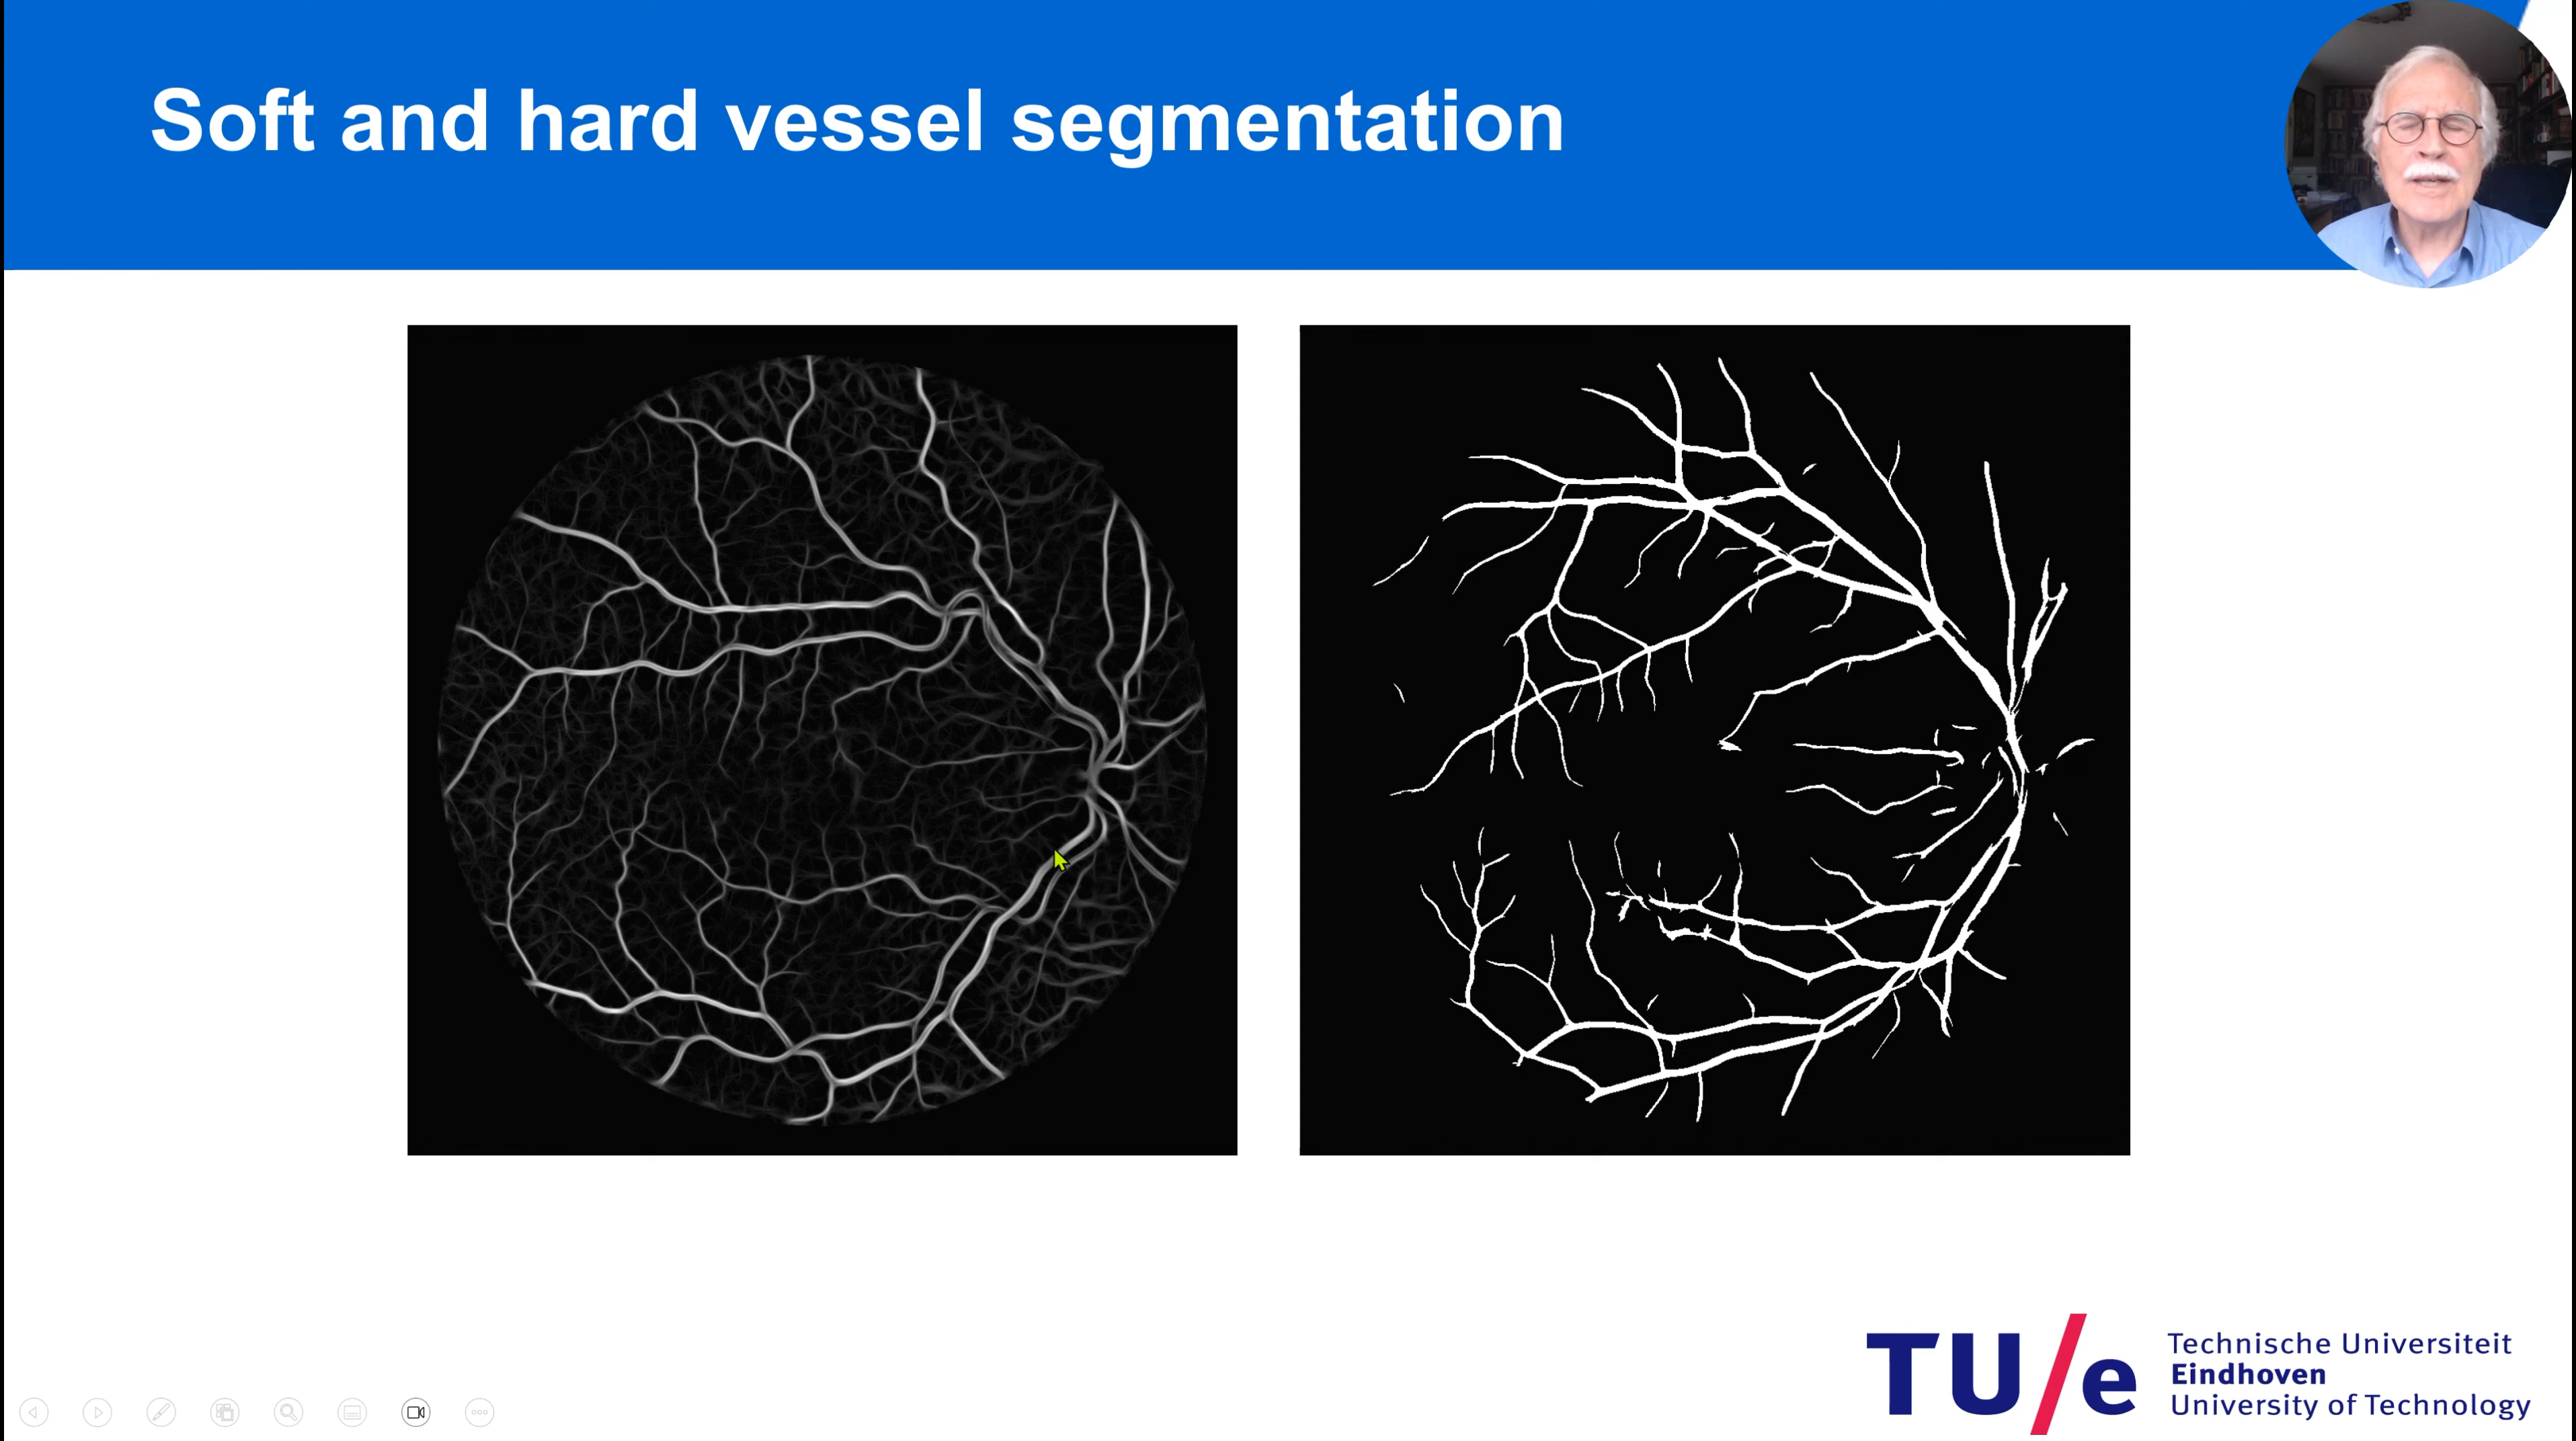 Soft and hard vessel segmentation
TU/e
Technische Universiteit
Eindhoven
University of Technology